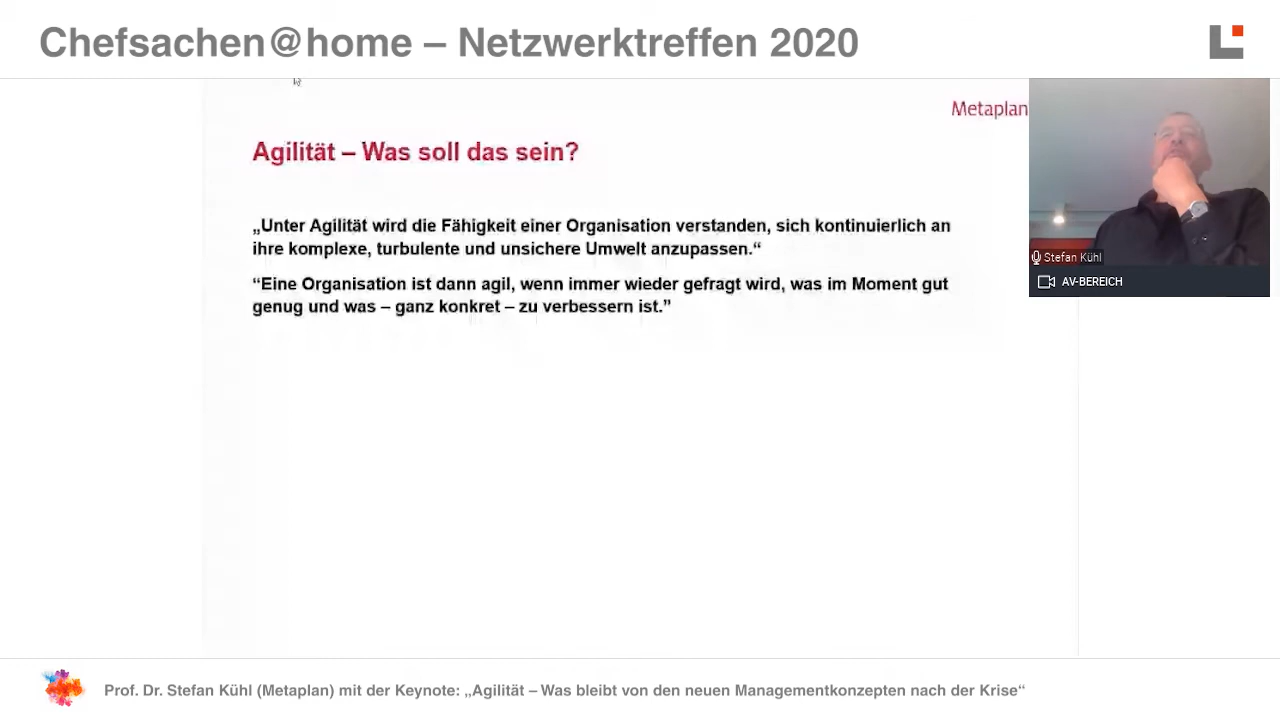 Chefsachen@home – Netzwerktreffen 2020
Metaplan
Agilität – Was soll das sein?
„Unter Agilität wird die Fähigkeit einer Organisation verstanden, sich kontinuierlich an
ihre komplexe, turbulente und unsichere Umwelt anzupassen.“
“Eine Organisation ist dann agil, wenn immer wieder gefragt wird, was im Moment gut
genug und was – ganz konkret – zu verbessern ist.”
Stefan Kühl
AV-BEREICH
Prof. Dr. Stefan Kühl (Metaplan) mit der Keynote: „Agilität – Was bleibt von den neuen Managementkonzepten nach der Krise“